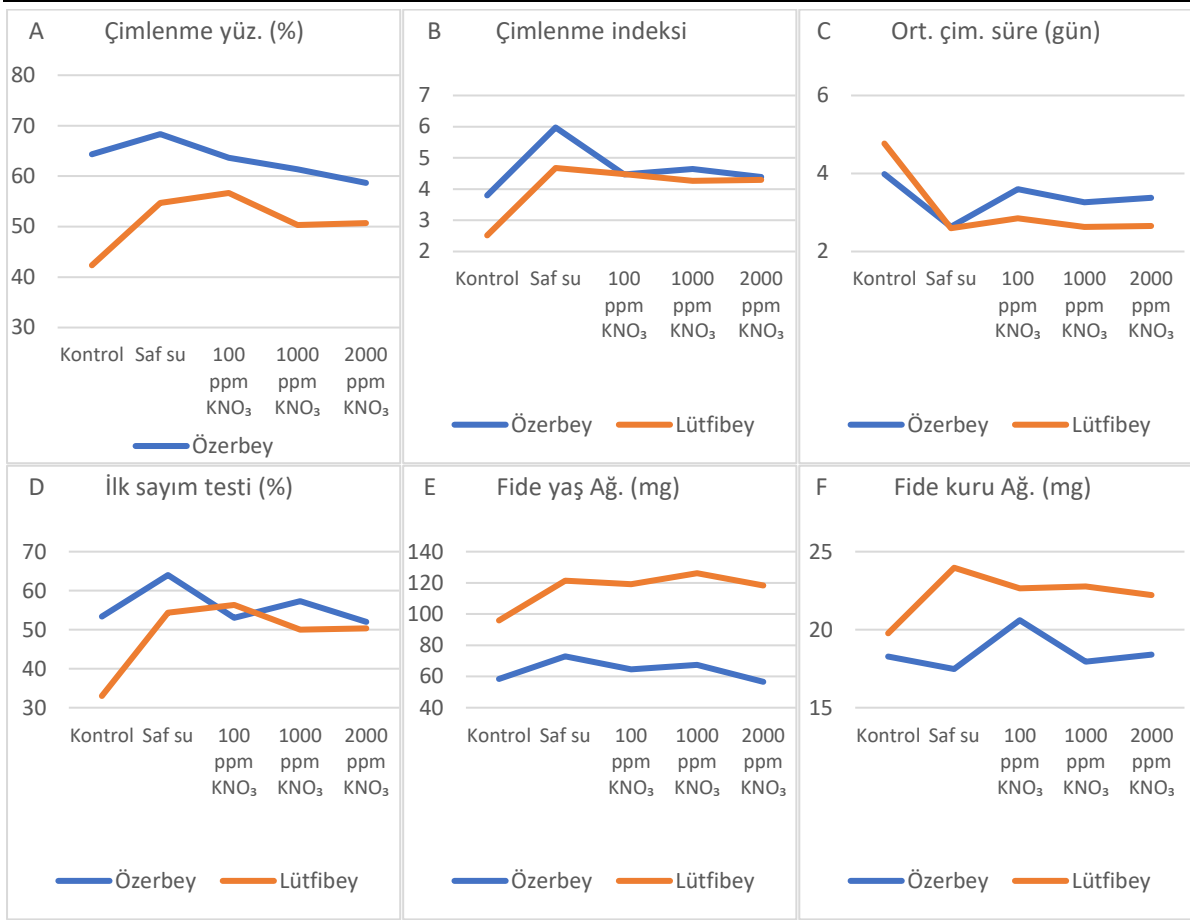 A Çimlenme yüz. (%)
80
70
60
50
40
30
Kontrol Saf su 100 1000 2000
ppm ppm ppm
KNO₃ KNO₃ KNO₃
Özerbey
B Çimlenme indeksi
7
6
5
4
3
2
Kontrol Saf su 100 1000 2000
ppm ppm ppm
KNO₃ KNO₃ KNO₃
Özerbey Lütfibey
C Ort. çim. süre (gün)
6
4
2
Kontrol Saf su 100 1000 2000
ppm ppm ppm
KNO₃ KNO₃ KNO₃
Özerbey Lütfibey
D İlk sayım testi (%)
70
60
50
40
30
Kontrol Saf su 100 1000 2000
ppm ppm ppm
KNO₃ KNO₃ KNO₃
Özerbey Lütfibey
E Fide yaş Ağ. (mg)
140
120
100
80
60
40
Kontrol Saf su 100 1000 2000
ppm ppm ppm
KNO₃ KNO₃ KNO₃
Özerbey Lütfibey
F Fide kuru Ağ. (mg)
25
20
15
Kontrol Saf su 100 1000 2000
ppm ppm ppm
KNO₃ KNO₃ KNO₃
Özerbey Lütfibey